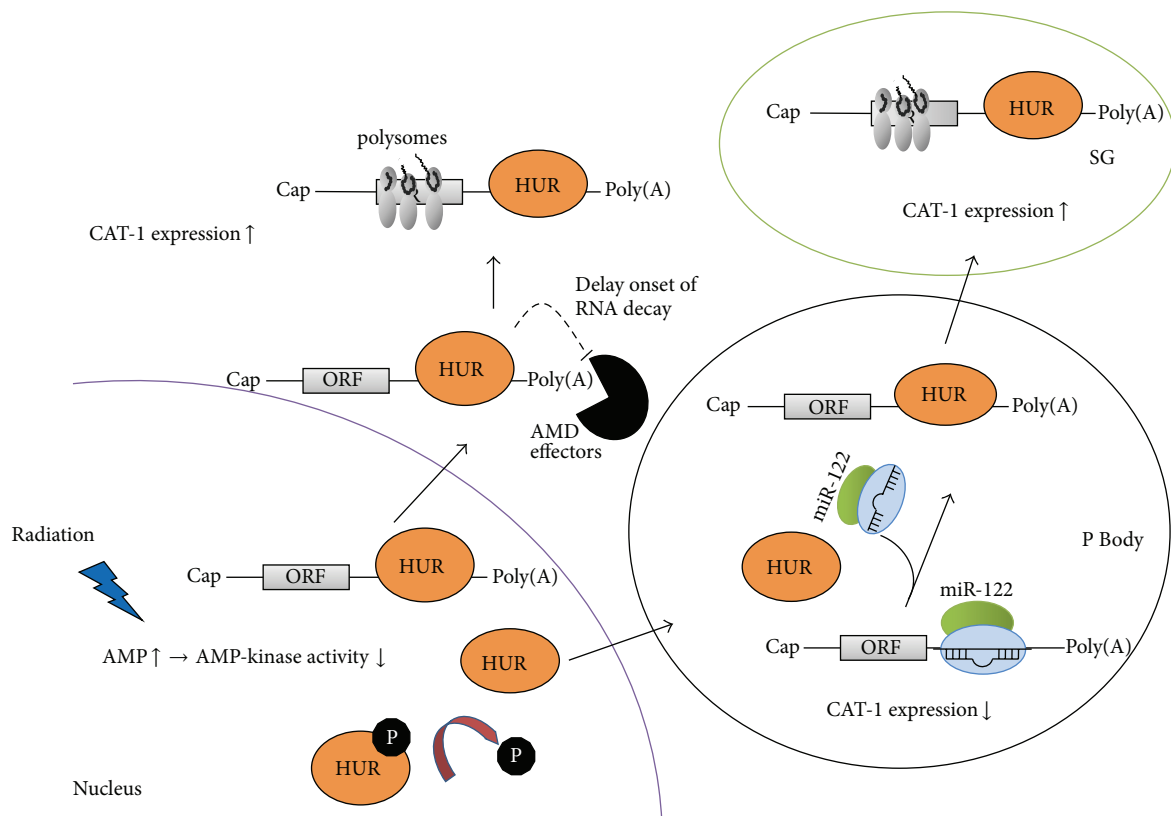 polysomes
Cap
HUR
Poly(A)
CAT-1 expression ↑
Cap
HUR
Poly(A)
SG
CAT-1 expression ↑
Delay onset of
RNA decay
Cap
ORF
HUR
Poly(A)
AMD
effectors
Cap
ORF
HUR
Poly(A)
miR-122
HUR
P Body
miR-122
Cap
ORF
Poly(A)
CAT-1 expression ↓
Radiation
Cap
ORF
HUR
Poly(A)
AMP ↑ → AMP-kinase activity ↓
HUR
P
HUR
P
Nucleus